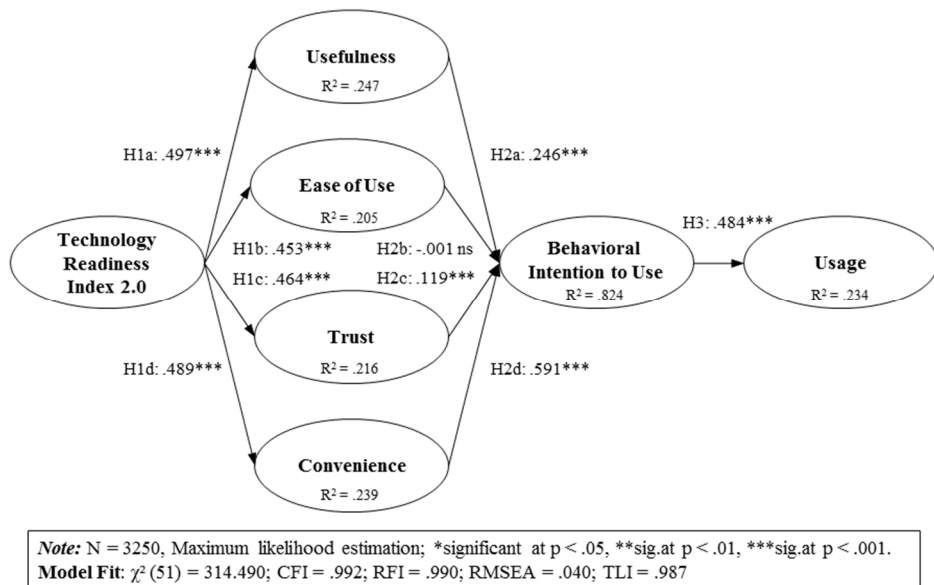 Usefulness
R² = .247
H1a: .497***
H2a: .246***
Ease of Use
R² = .205
H1b: .453***
H2b: -.001 ns
H3: .484***
Technology
Readiness
Index 2.0
H1c: .464***
H2c: .119***
Behavioral
Intention to Use
R² = .824
Usage
R² = .234
Trust
R² = .216
H1d: .489***
H2d: .591***
Convenience
R² = .239
Note: N = 3250, Maximum likelihood estimation; *significant at p < .05, **sig.at p < .01, ***sig.at p < .001.
Model Fit: χ² (51) = 314.490; CFI = .992; RFI = .990; RMSEA = .040; TLI = .987